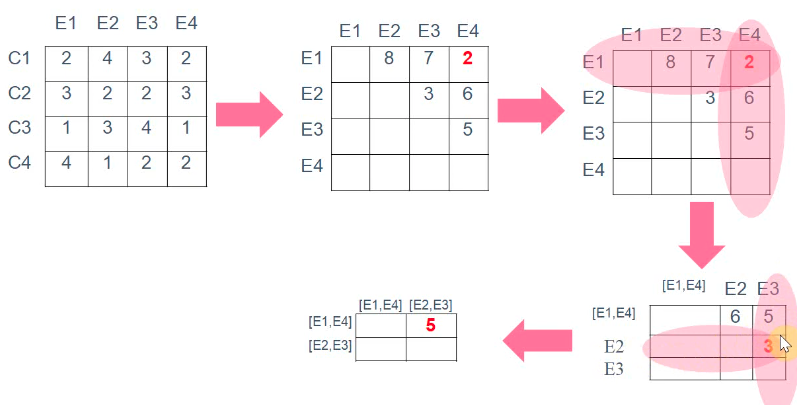 E1 E2 E3 E4
C1 2 4 3 2
C2 3 2 2 3
C3 1 3 4 1
C4 4 1 2 2
E1 E2 E3 E4
E1 8 7 2
E2 3 6
E3 5
E4
E1 E2 E3 E4
E1 8 7 2
E2 3 6
E3 5
E4
[E1,E4] E2 E3
[E1,E4] 6 5
E2 3
E3
[E1,E4] [E2,E3]
[E1,E4] 5
[E2,E3]